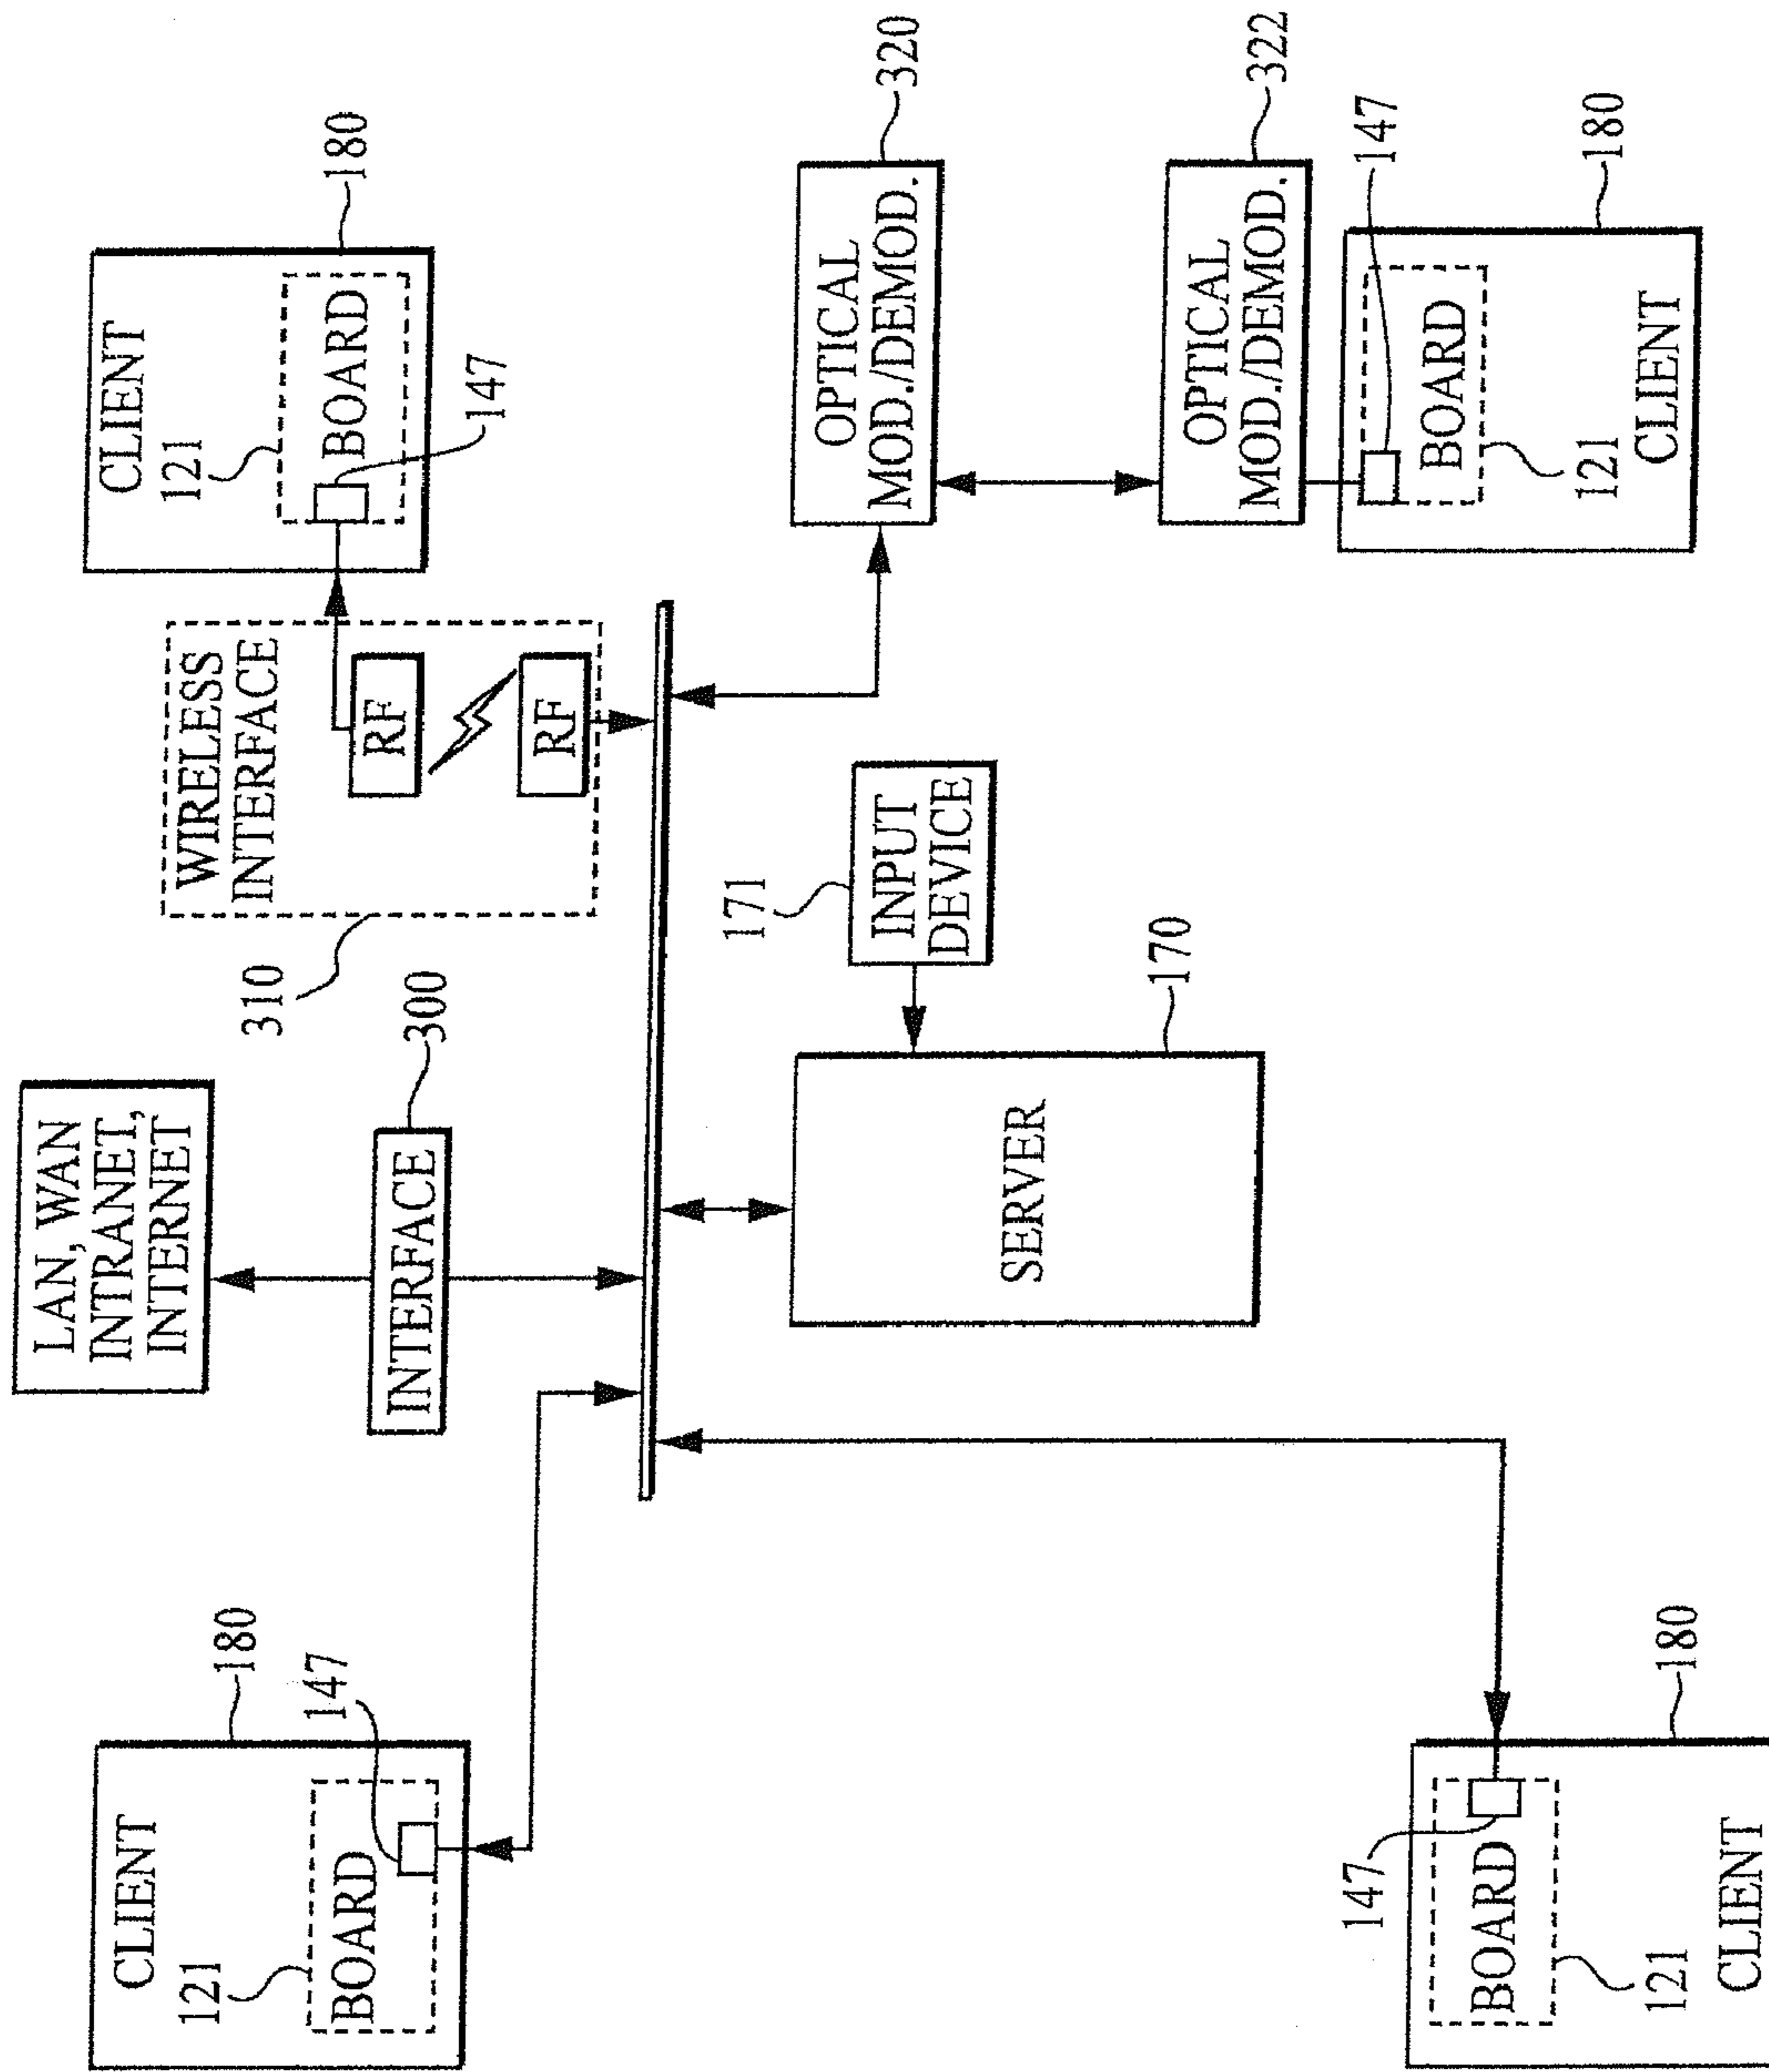 CLIENT
121
BOARD
147
180
LAN, WAN
INTRANET,
INTERNET
INTERFACE
300
WIRELESS
INTERFACE
RF
RF
310
CLIENT
121
BOARD
147
180
SERVER
170
171
INPUT
DEVICE
OPTICAL
MOD./DEMOD.
320
OPTICAL
MOD./DEMOD.
322
147
BOARD
121
CLIENT
180
147
BOARD
121
CLIENT
180